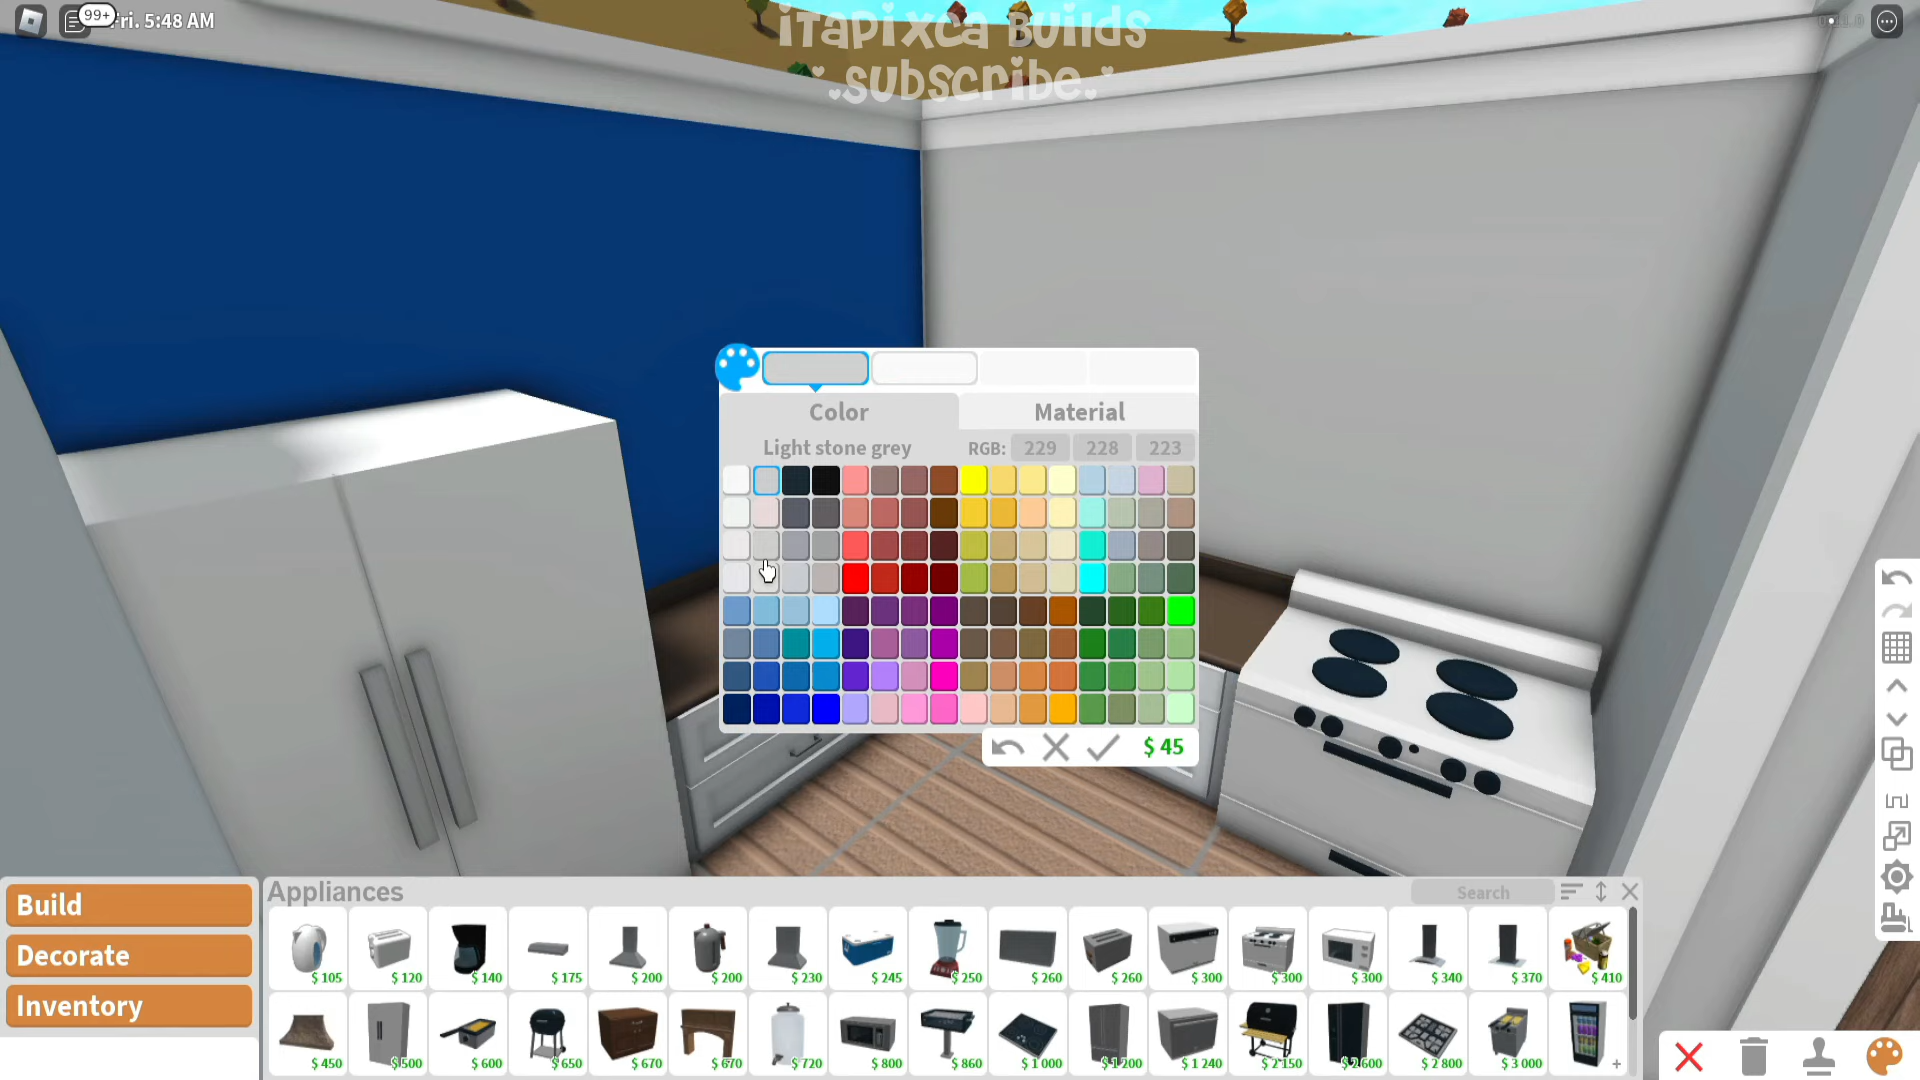 99+
Fri. 5:48 AM
itapixca Builds
subscribe
Color
Material
Light stone grey
RGB:
229
228
223
$ 45
Build
Decorate
Inventory
Appliances
Search
$ 105
$ 120
$ 140
$ 175
$ 200
$ 200
$ 230
$ 245
$ 250
$ 260
$ 260
$ 300
$ 300
$ 300
$ 340
$ 370
$ 410
$ 450
$ 500
$ 600
$ 650
$ 670
$ 670
$ 720
$ 800
$ 860
$ 1 000
$ 1 200
$ 1 240
$ 2 150
$ 2 600
$ 2 800
$ 3 000
+